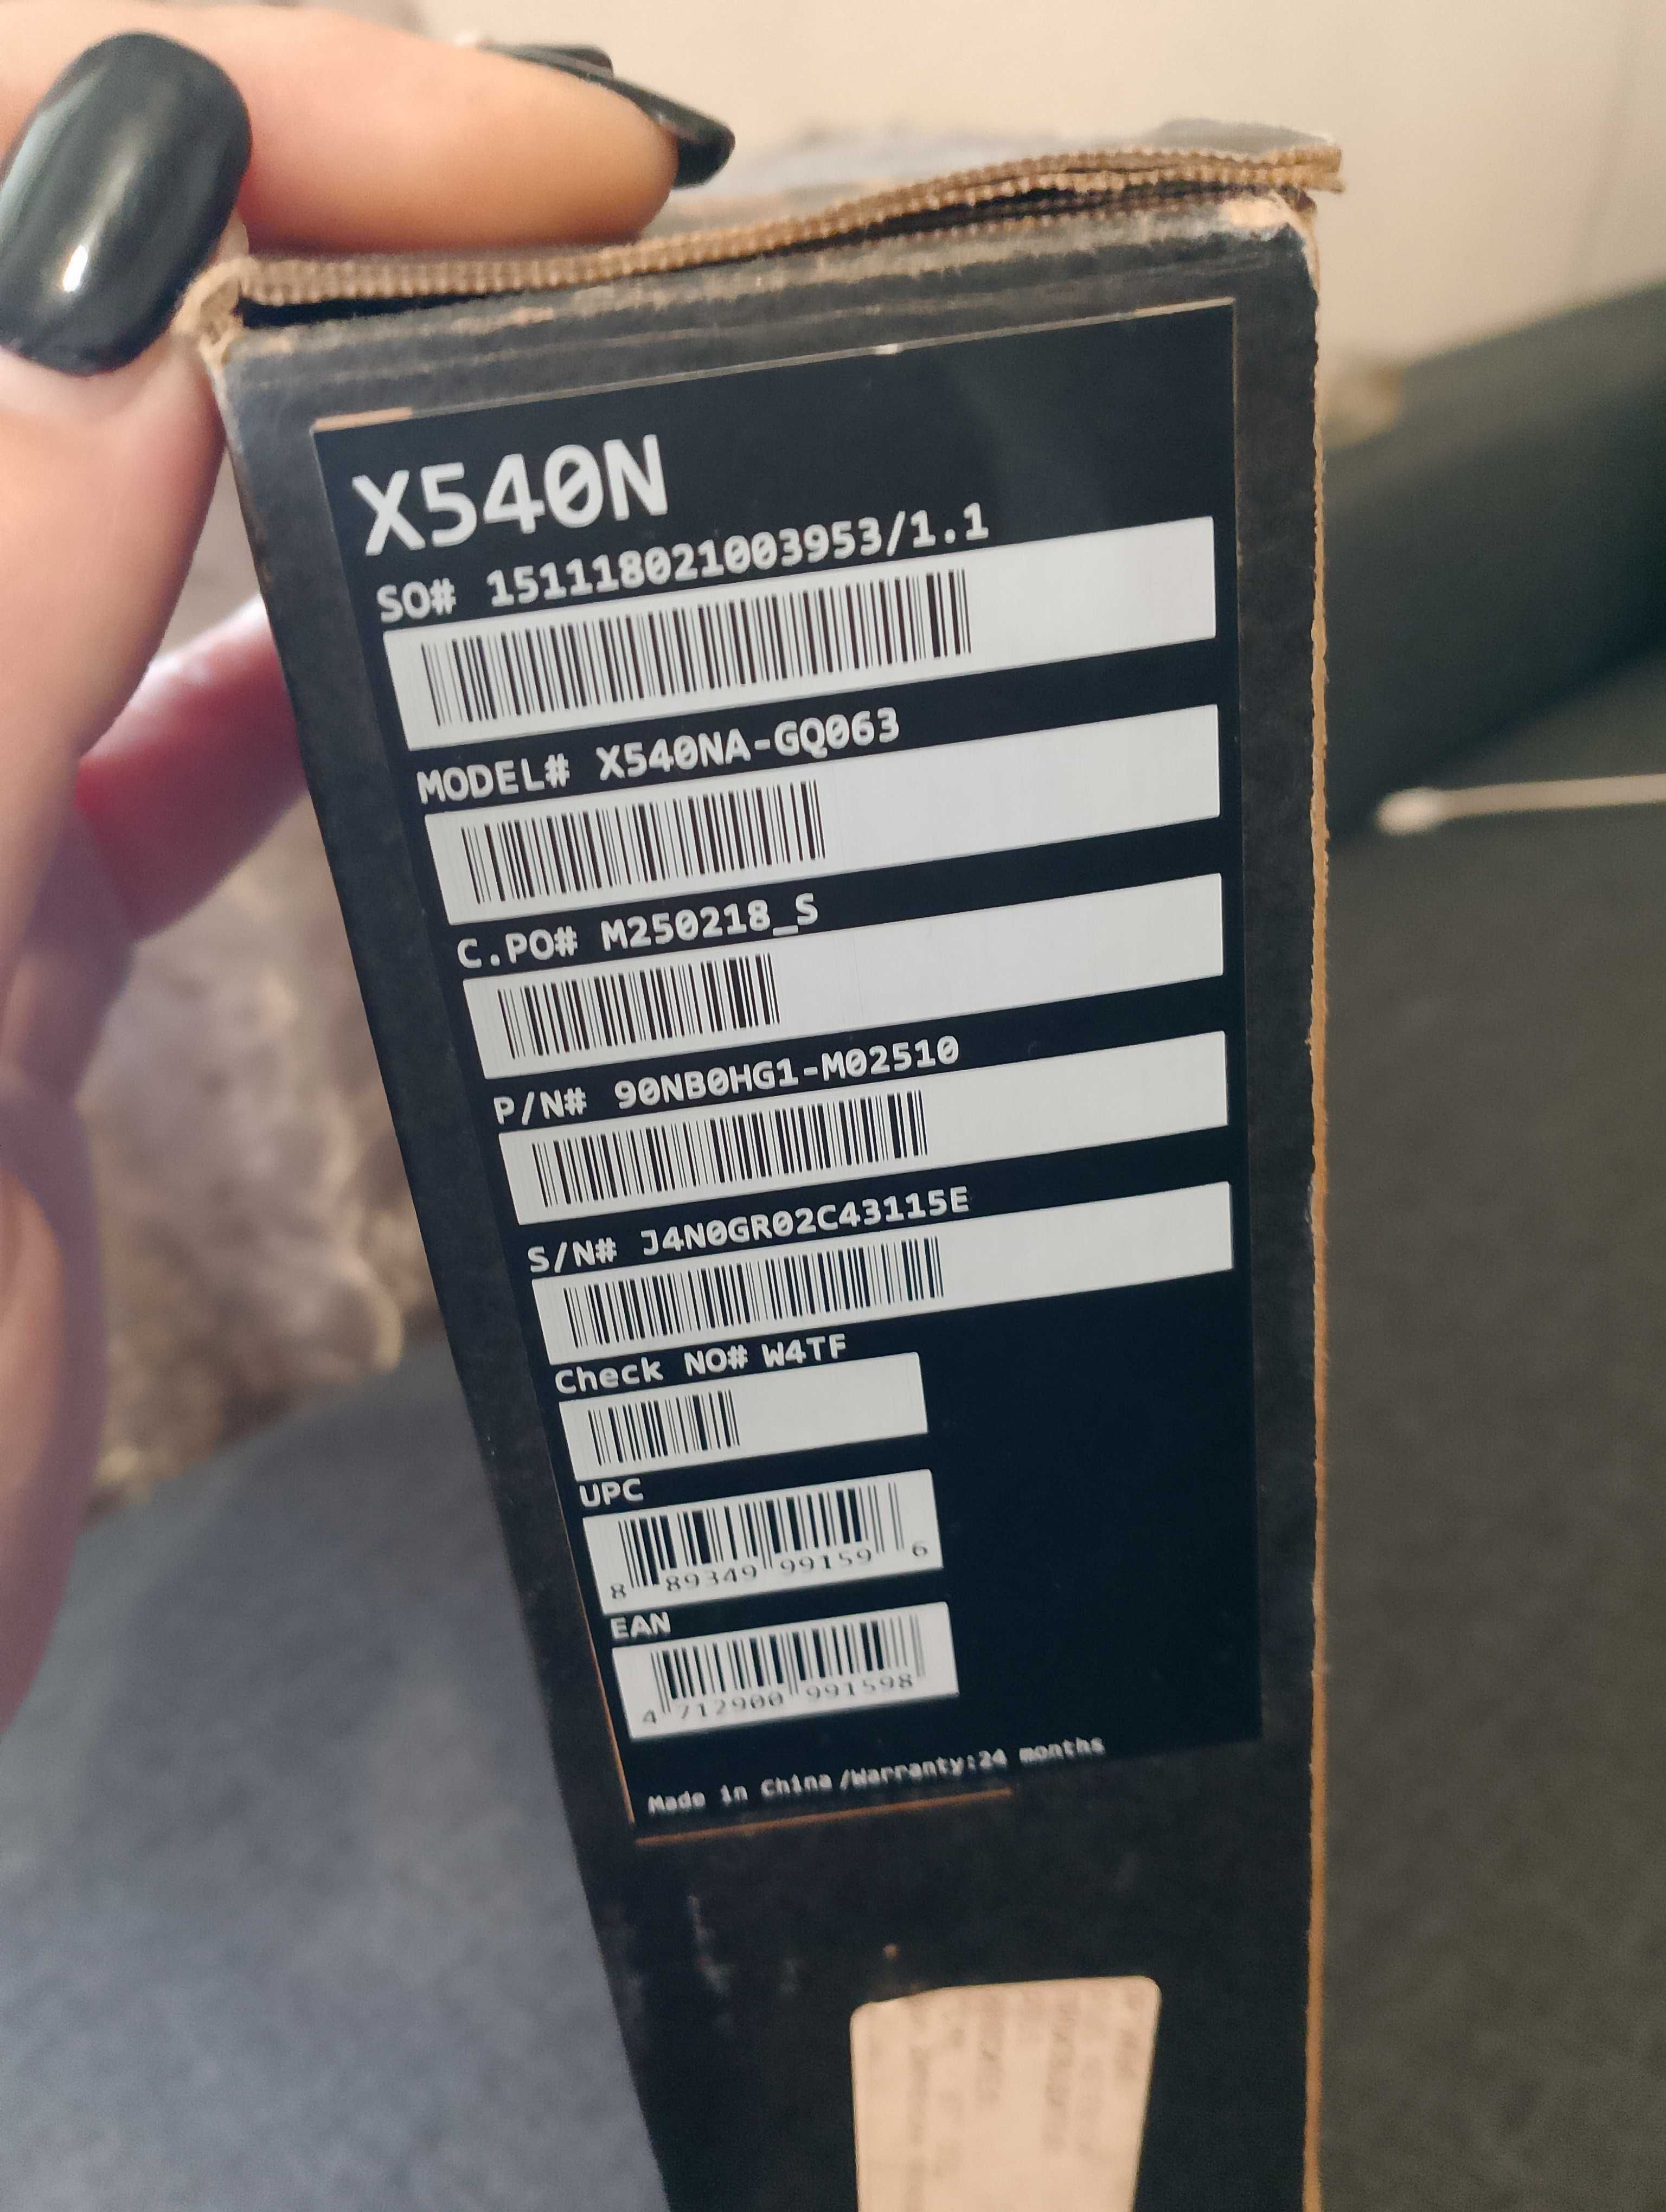 X540N
SO# 151118021003953/1.1
MODEL# X540NA-GQ063
C.PO# M250218_S
P/N# 90NB0HG1-M02510
S/N# J4N0GR02C43115E
Check NO# W4TF
UPC
8 89349 99159 6
EAN
4 712900 991598
Made in China /Warranty:24 months